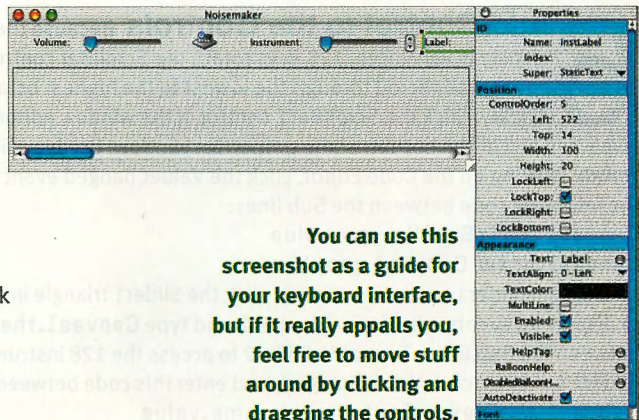 Noisemaker
Volume:
Instrument:
Label:
Properties
ID
Name: InstLabel
Index:
Super: StaticText
Position
ControlOrder: 5
Left: 522
Top: 14
Width: 100
Height: 20
LockLeft:
LockTop:
LockRight:
LockBottom:
Appearance
Text: Label:
TextAlign: 0 - Left
TextColor:
MultiLine:
Enabled:
Visible:
HelpTag:
BalloonHelp:
DisabledBalloonH...
AutoDeactivate
Font
You can use this
screenshot as a guide for
your keyboard interface,
but if it really appalls you,
feel free to move stuff
around by clicking and
dragging the controls.
k